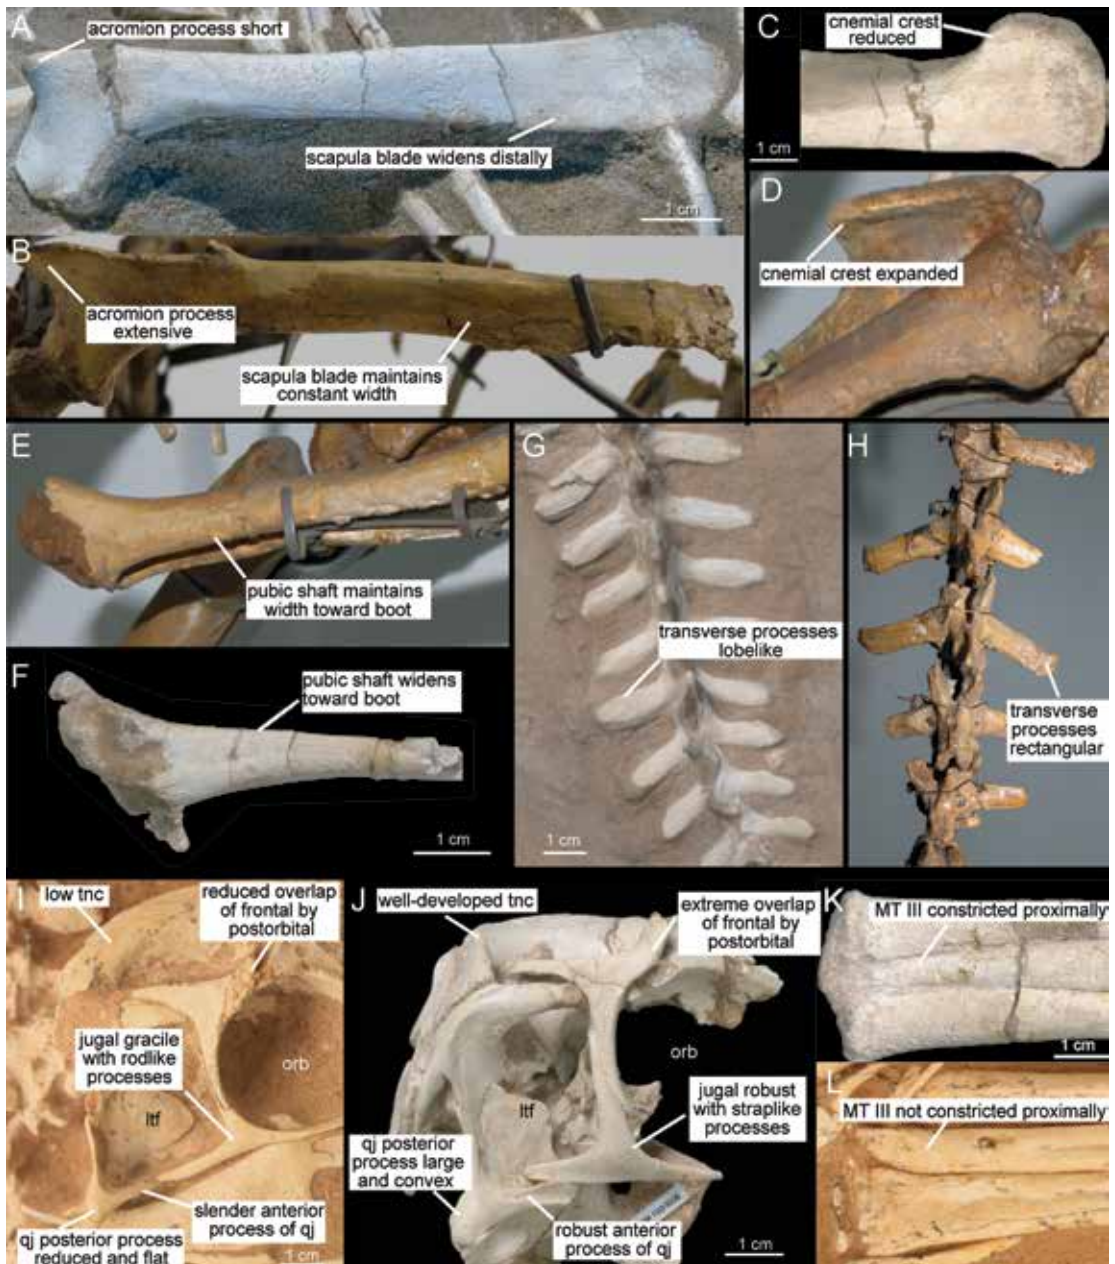 A
acromion process short
scapula blade widens distally
1 cm
B
acromion process
extensive
scapula blade maintains
constant width
C
cnemial crest
reduced
1 cm
D
cnemial crest expanded
E
pubic shaft maintains
width toward boot
F
pubic shaft widens
toward boot
1 cm
G
transverse processes
lobelike
1 cm
H
transverse
processes
rectangular
I
low tnc
reduced overlap
of frontal by
postorbital
jugal gracile
with rodlike
processes
orb
ltf
slender anterior
process of qj
qj posterior process
reduced and flat
1 cm
J
well-developed tnc
extreme overlap
of frontal by
postorbital
orb
ltf
jugal robust
with straplike
processes
qj posterior
process large
and convex
robust anterior
process of qj
1 cm
K
MT III constricted proximally
1 cm
L
MT III not constricted proximally